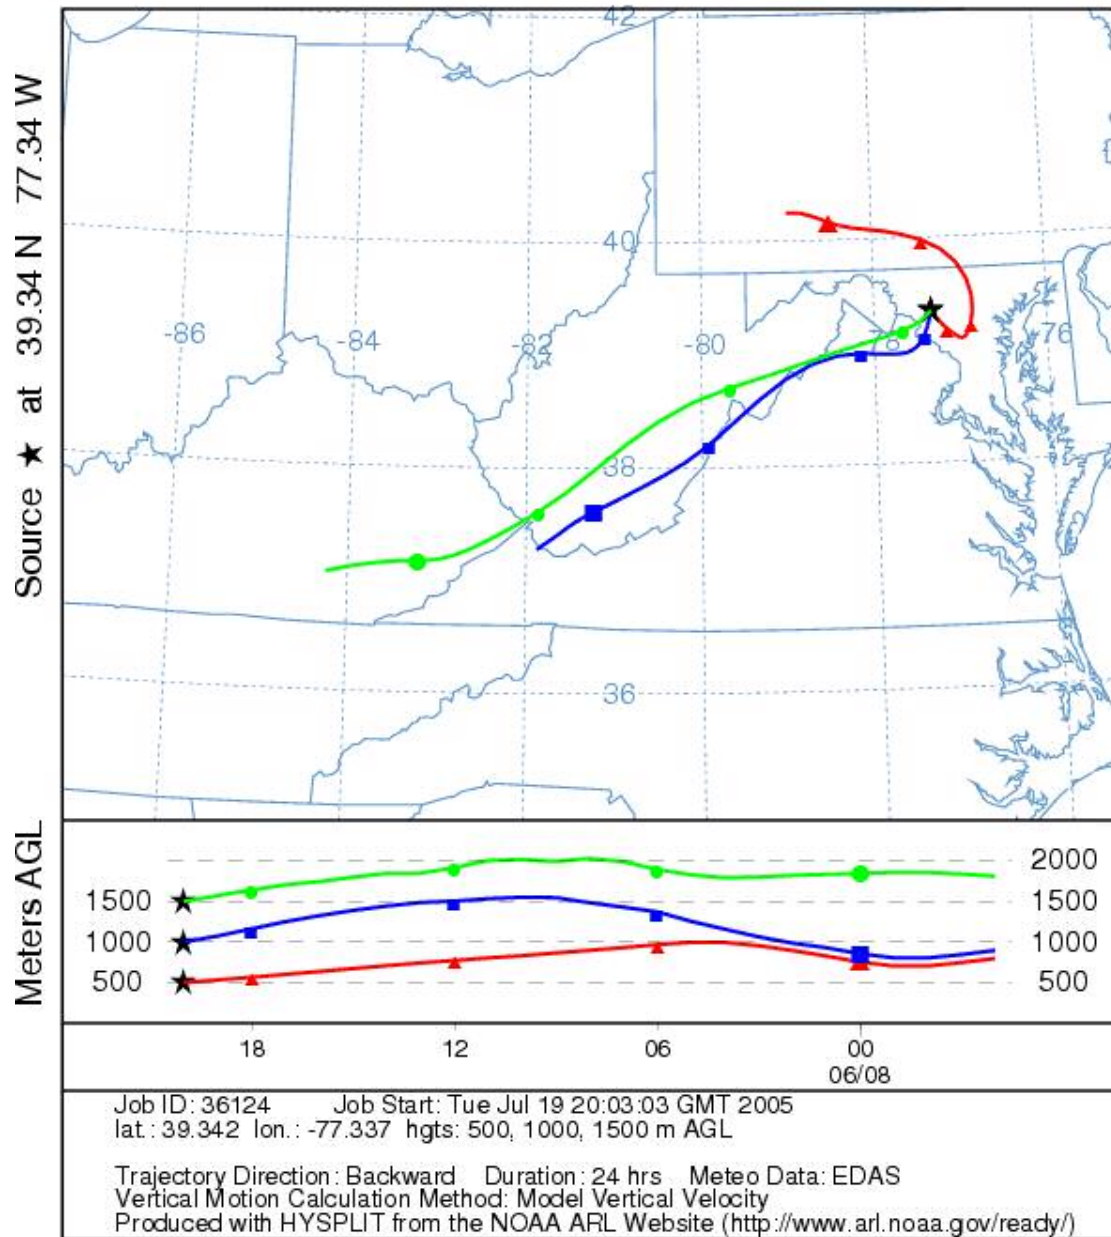 Source ★ at 39.34 N 77.34 W
42
40
-86
-84
-82
-80
-78
76
38
36
Meters AGL
2000
1500 1500
1000 1000
500 500
18 12 06 00
06/08
Job ID: 36124 Job Start: Tue Jul 19 20:03:03 GMT 2005
lat.: 39.342 lon.: -77.337 hgts: 500, 1000, 1500 m AGL
Trajectory Direction: Backward Duration: 24 hrs Meteo Data: EDAS
Vertical Motion Calculation Method: Model Vertical Velocity
Produced with HYSPLIT from the NOAA ARL Website (http://www.arl.noaa.gov/ready/)